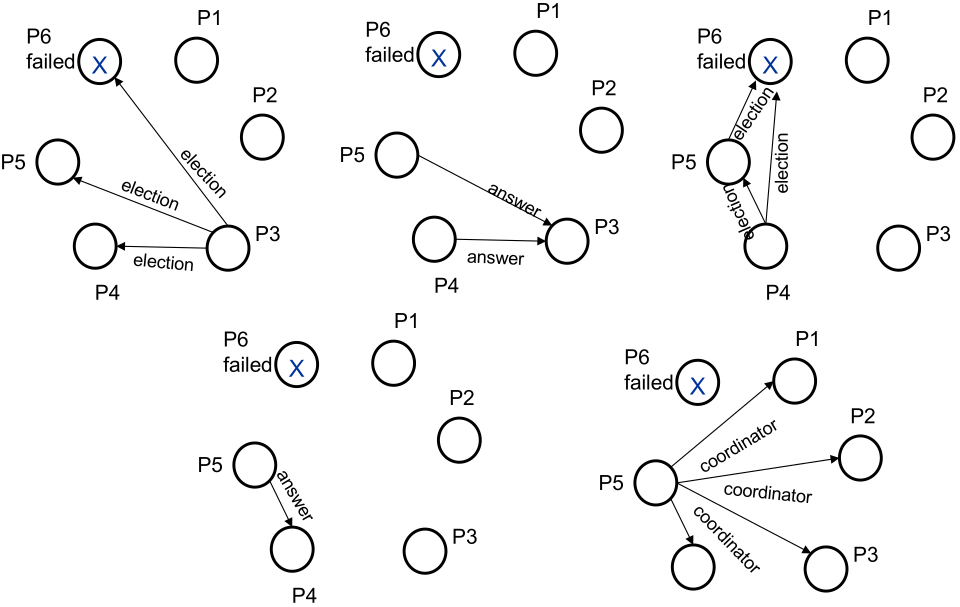 P6
failed
X
P1
P2
P5
election
election
election
P3
P4
P6
failed
X
P1
P2
P5
answer
answer
P3
P4
P6
failed
X
P1
election
election
P2
P5
election
P3
P4
P6
failed
X
P1
P2
P5
answer
P3
P4
P6
failed
X
P1
P2
coordinator
P5
coordinator
coordinator
P3